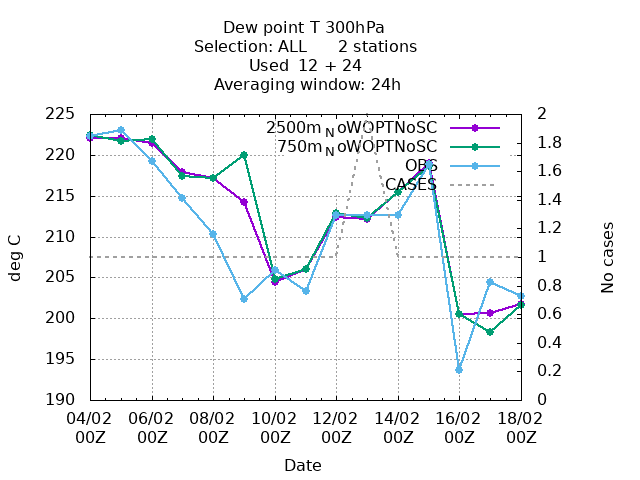 Dew point T 300hPa
Selection: ALL 2 stations
Used 12 + 24
Averaging window: 24h
225
220
215
210
205
200
195
190
deg C
2
1.8
1.6
1.4
1.2
1
0.8
0.6
0.4
0.2
0
No cases
2500m NoWOPTNoSC
750m NoWOPTNoSC
OBS
CASES
04/02 06/02 08/02 10/02 12/02 14/02 16/02 18/02
00Z 00Z 00Z 00Z 00Z 00Z 00Z 00Z
Date